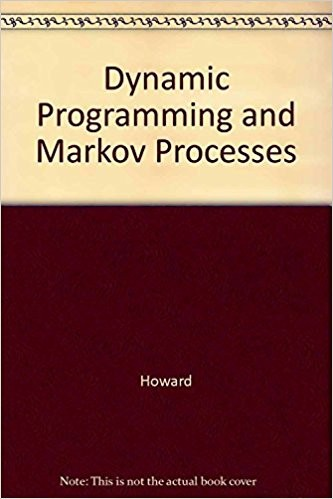 Dynamic
Programming and
Markov Processes
Howard
Note: This is not the actual book cover